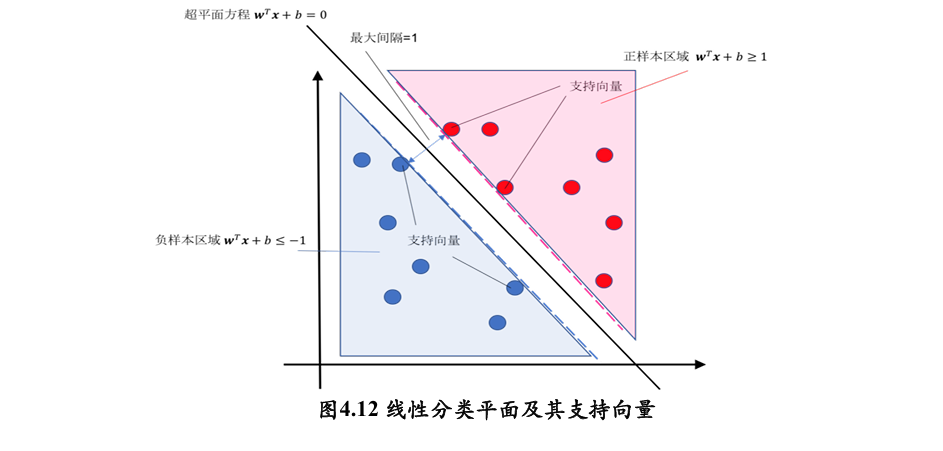 超平面方程 wᵀx + b = 0
最大间隔=1
正样本区域 wᵀx + b ≥ 1
支持向量
负样本区域 wᵀx + b ≤ −1
支持向量
图4.12 线性分类平面及其支持向量